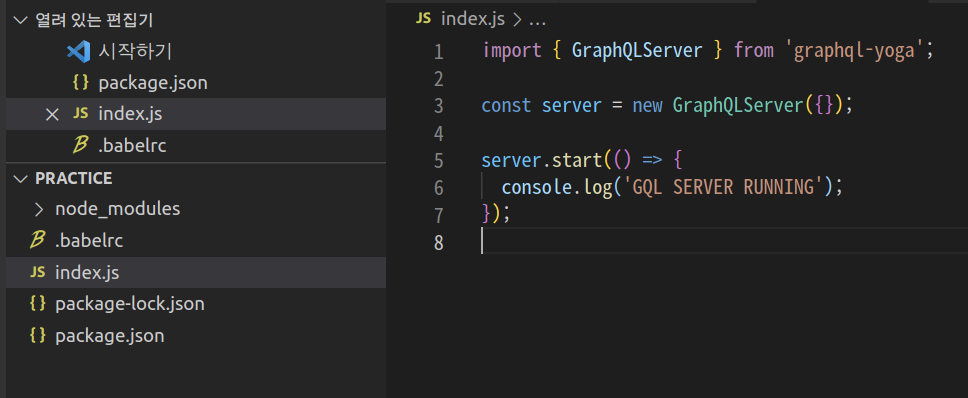 열려 있는 편집기
시작하기
{} package.json
JS index.js
.babelrc
PRACTICE
node_modules
.babelrc
JS index.js
{} package-lock.json
{} package.json
JS index.js > ...
1 import { GraphQLServer } from 'graphql-yoga';
2
3 const server = new GraphQLServer({});
4
5 server.start(() => {
6 console.log('GQL SERVER RUNNING');
7 });
8